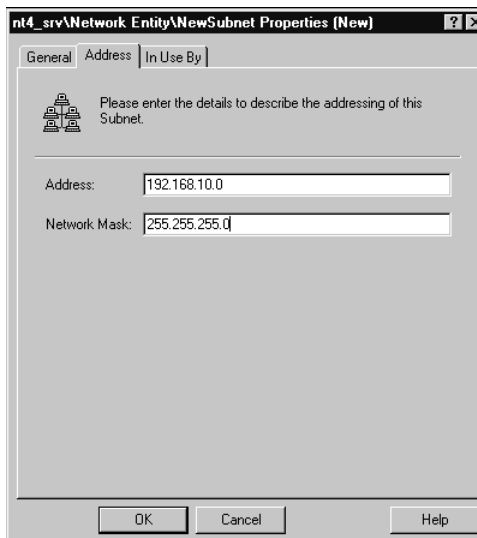 nt4_srv\Network Entity\NewSubnet Properties (New)
General Address In Use By
Please enter the details to describe the addressing of this
Subnet.
Address: 192.168.10.0
Network Mask: 255.255.255.0
OK Cancel Help